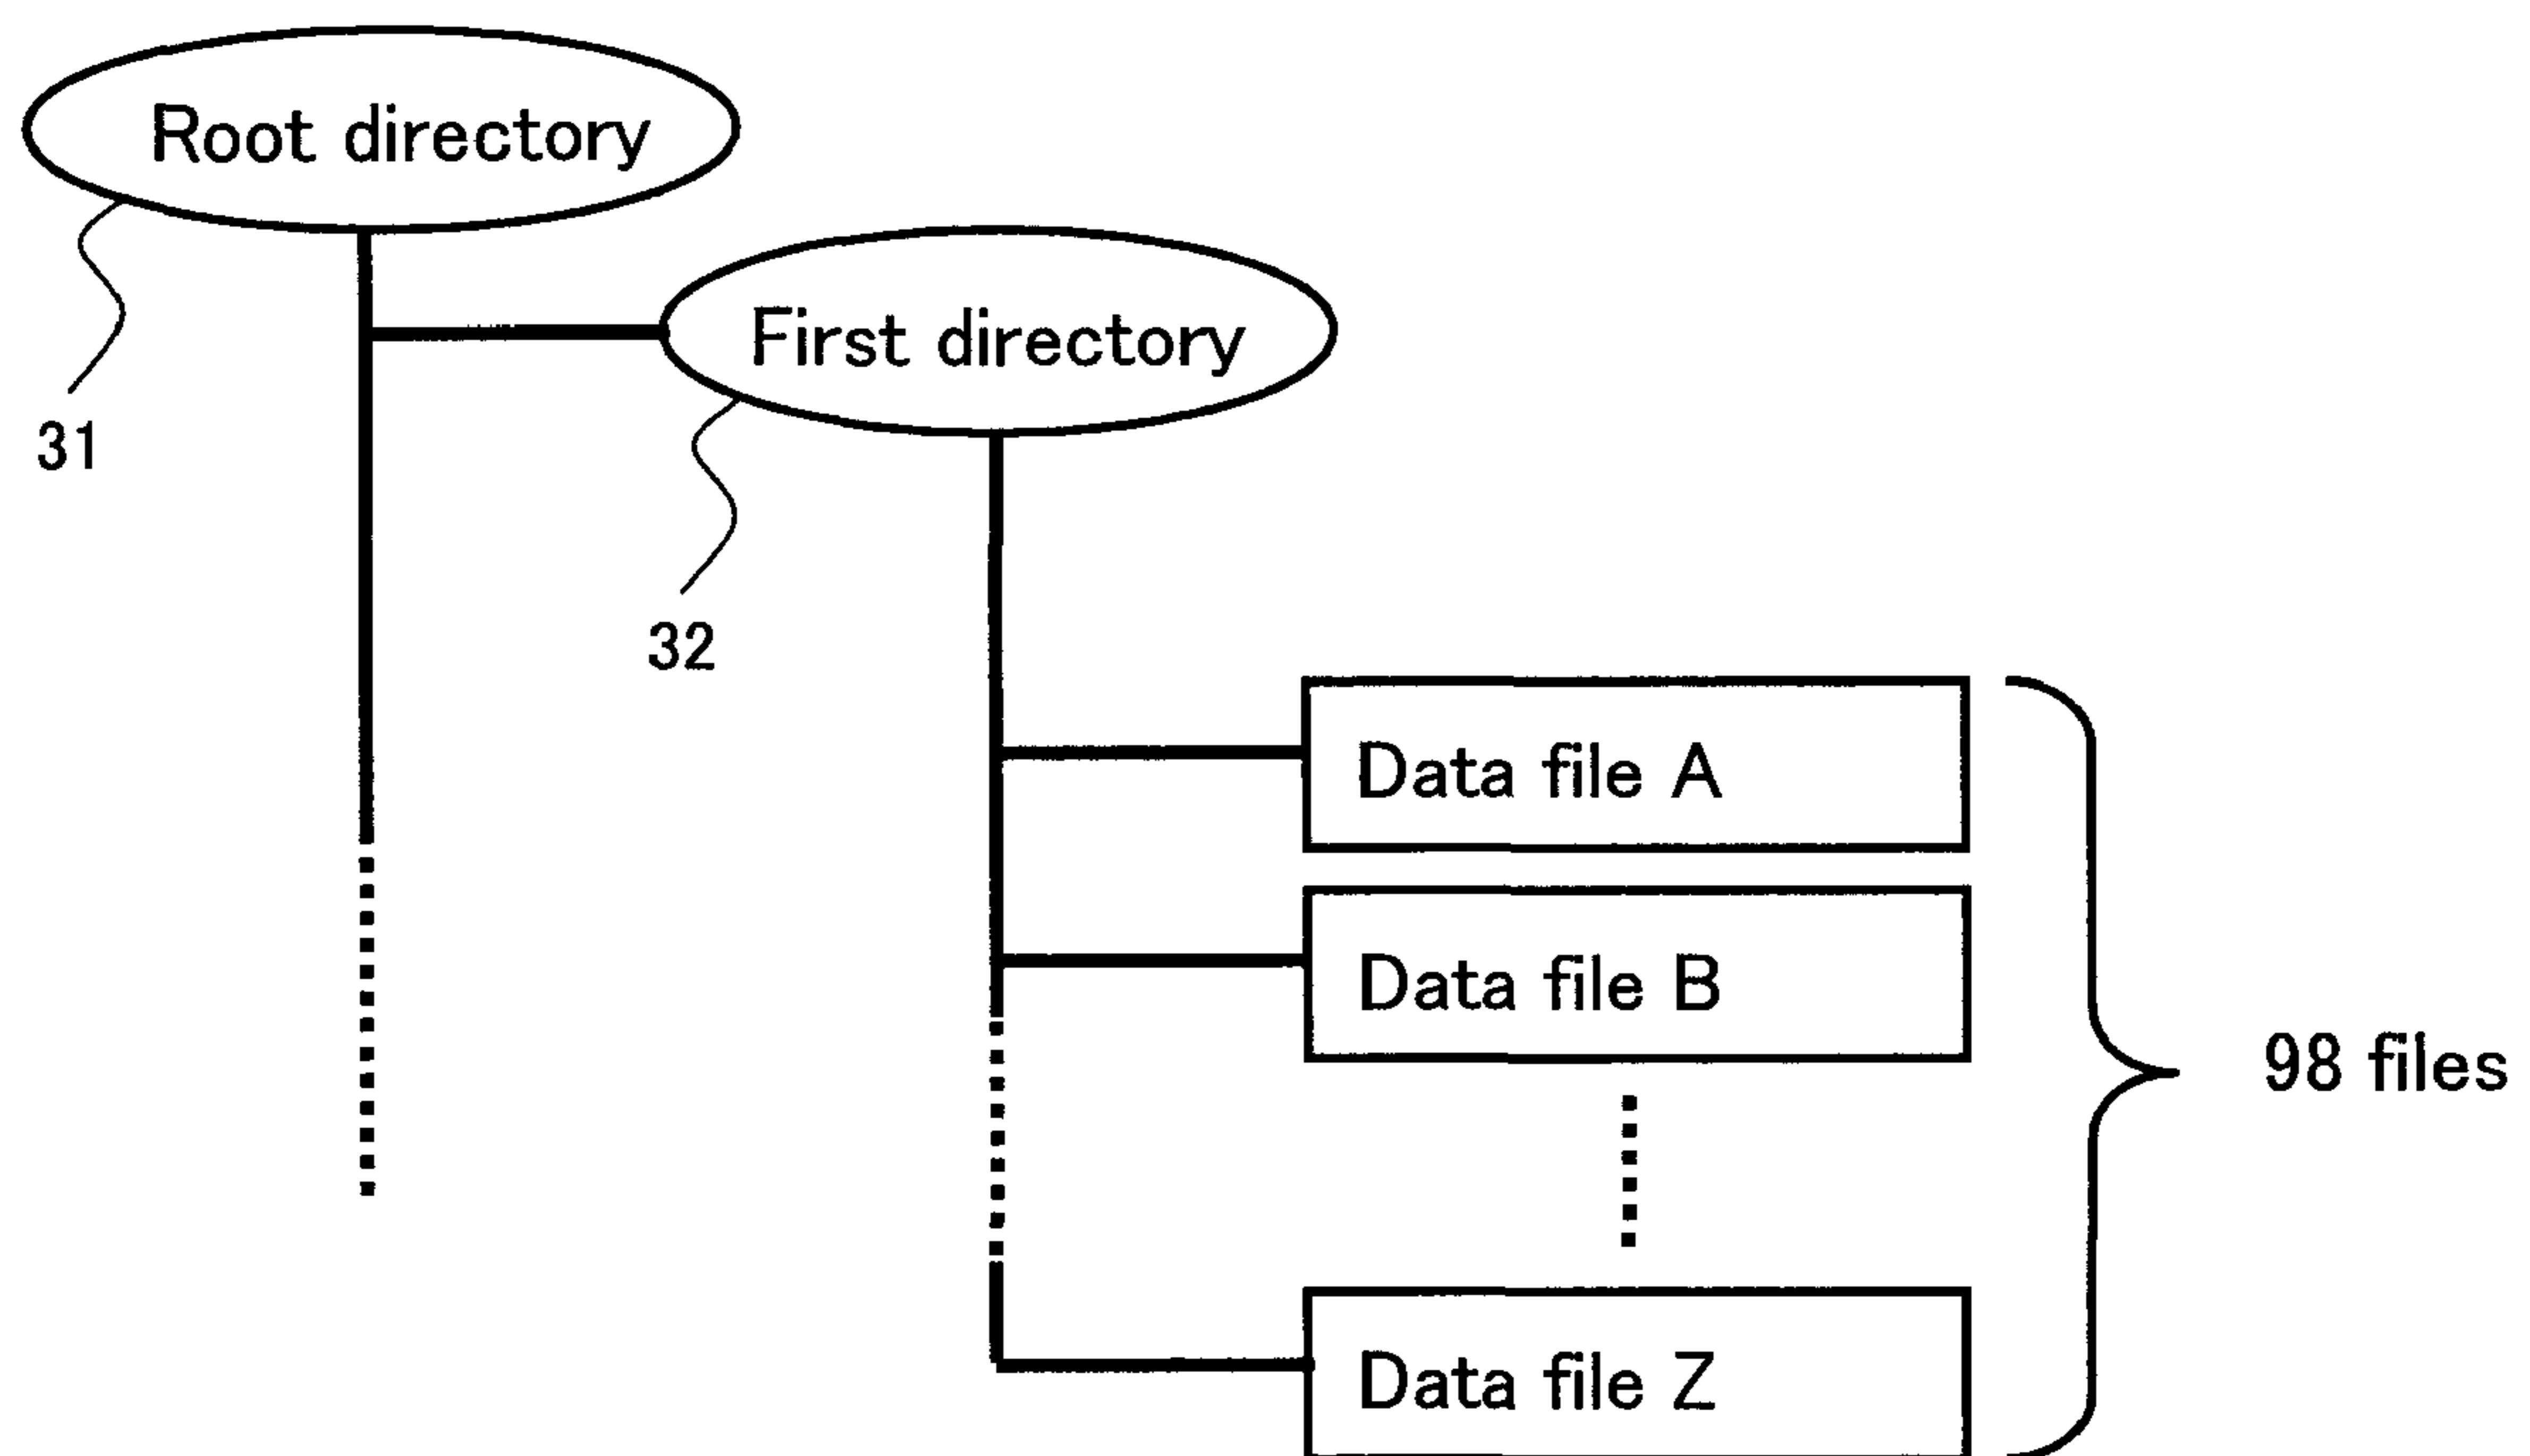 Root directory
31
First directory
32
Data file A
Data file B
98 files
Data file Z